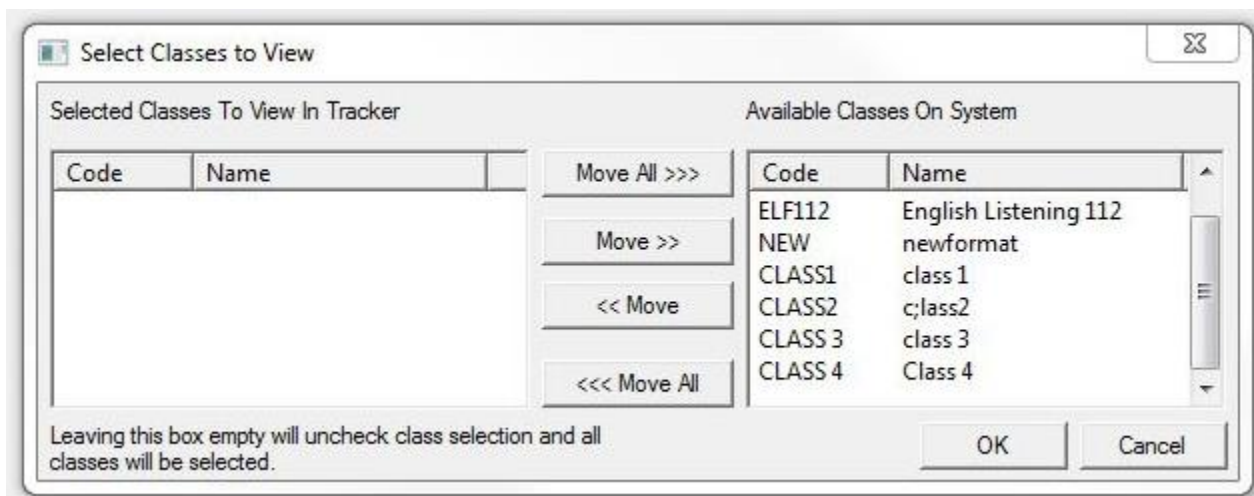 Select Classes to View
Selected Classes To View In Tracker
Available Classes On System
Code Name
Move All >>>
Move >>
<< Move
<<< Move All
Code Name
ELF112 English Listening 112
NEW newformat
CLASS1 class 1
CLASS2 c;lass2
CLASS 3 class 3
CLASS 4 Class 4
Leaving this box empty will uncheck class selection and all
classes will be selected.
OK
Cancel